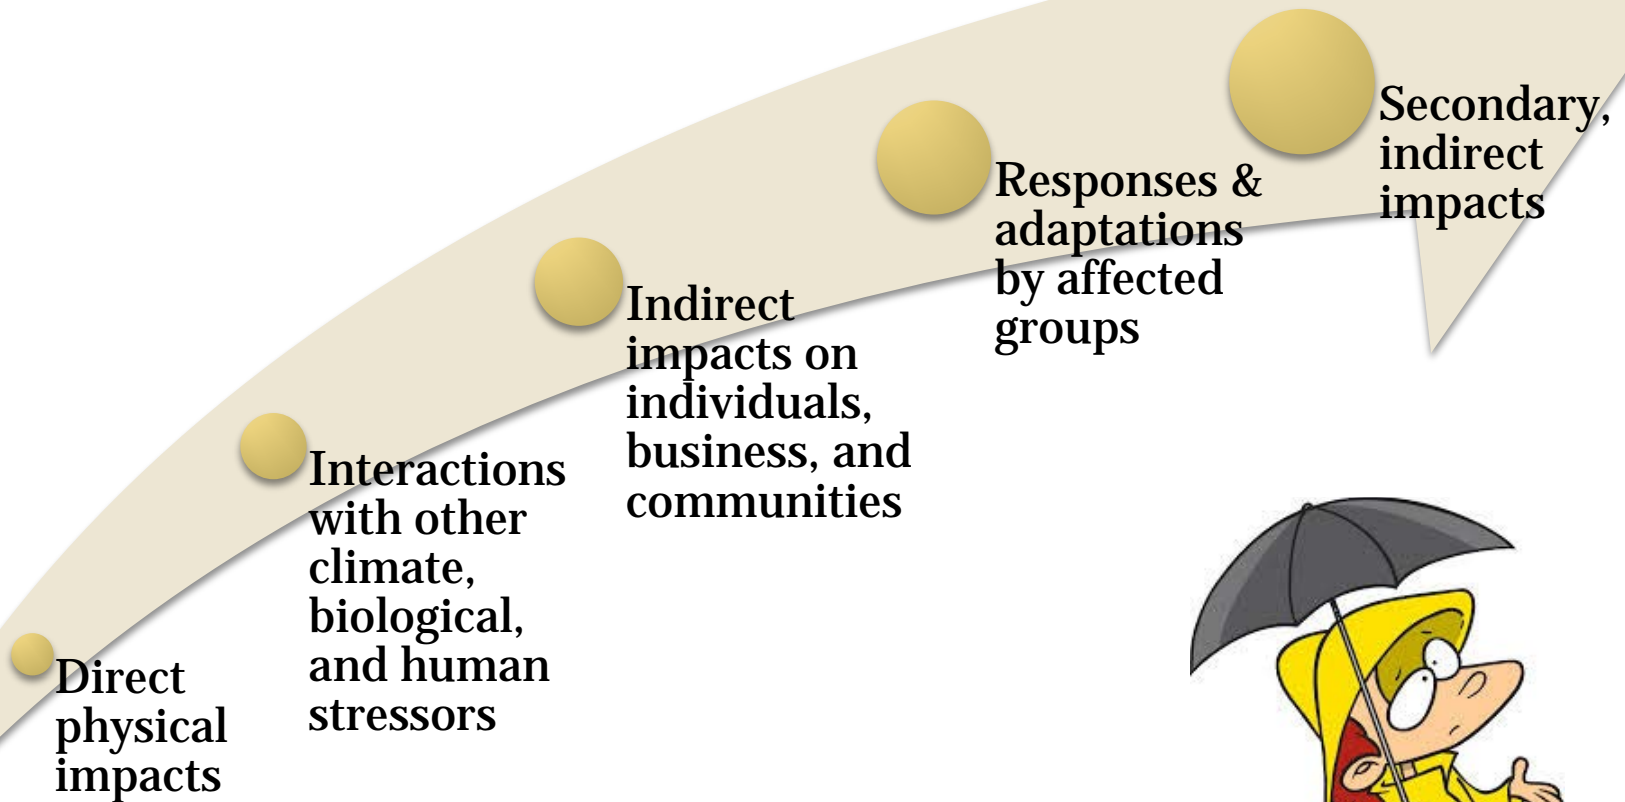 Direct
physical
impacts
Interactions
with other
climate,
biological,
and human
stressors
Indirect
impacts on
individuals,
business, and
communities
Responses &
adaptations
by affected
groups
Secondary,
indirect
impacts